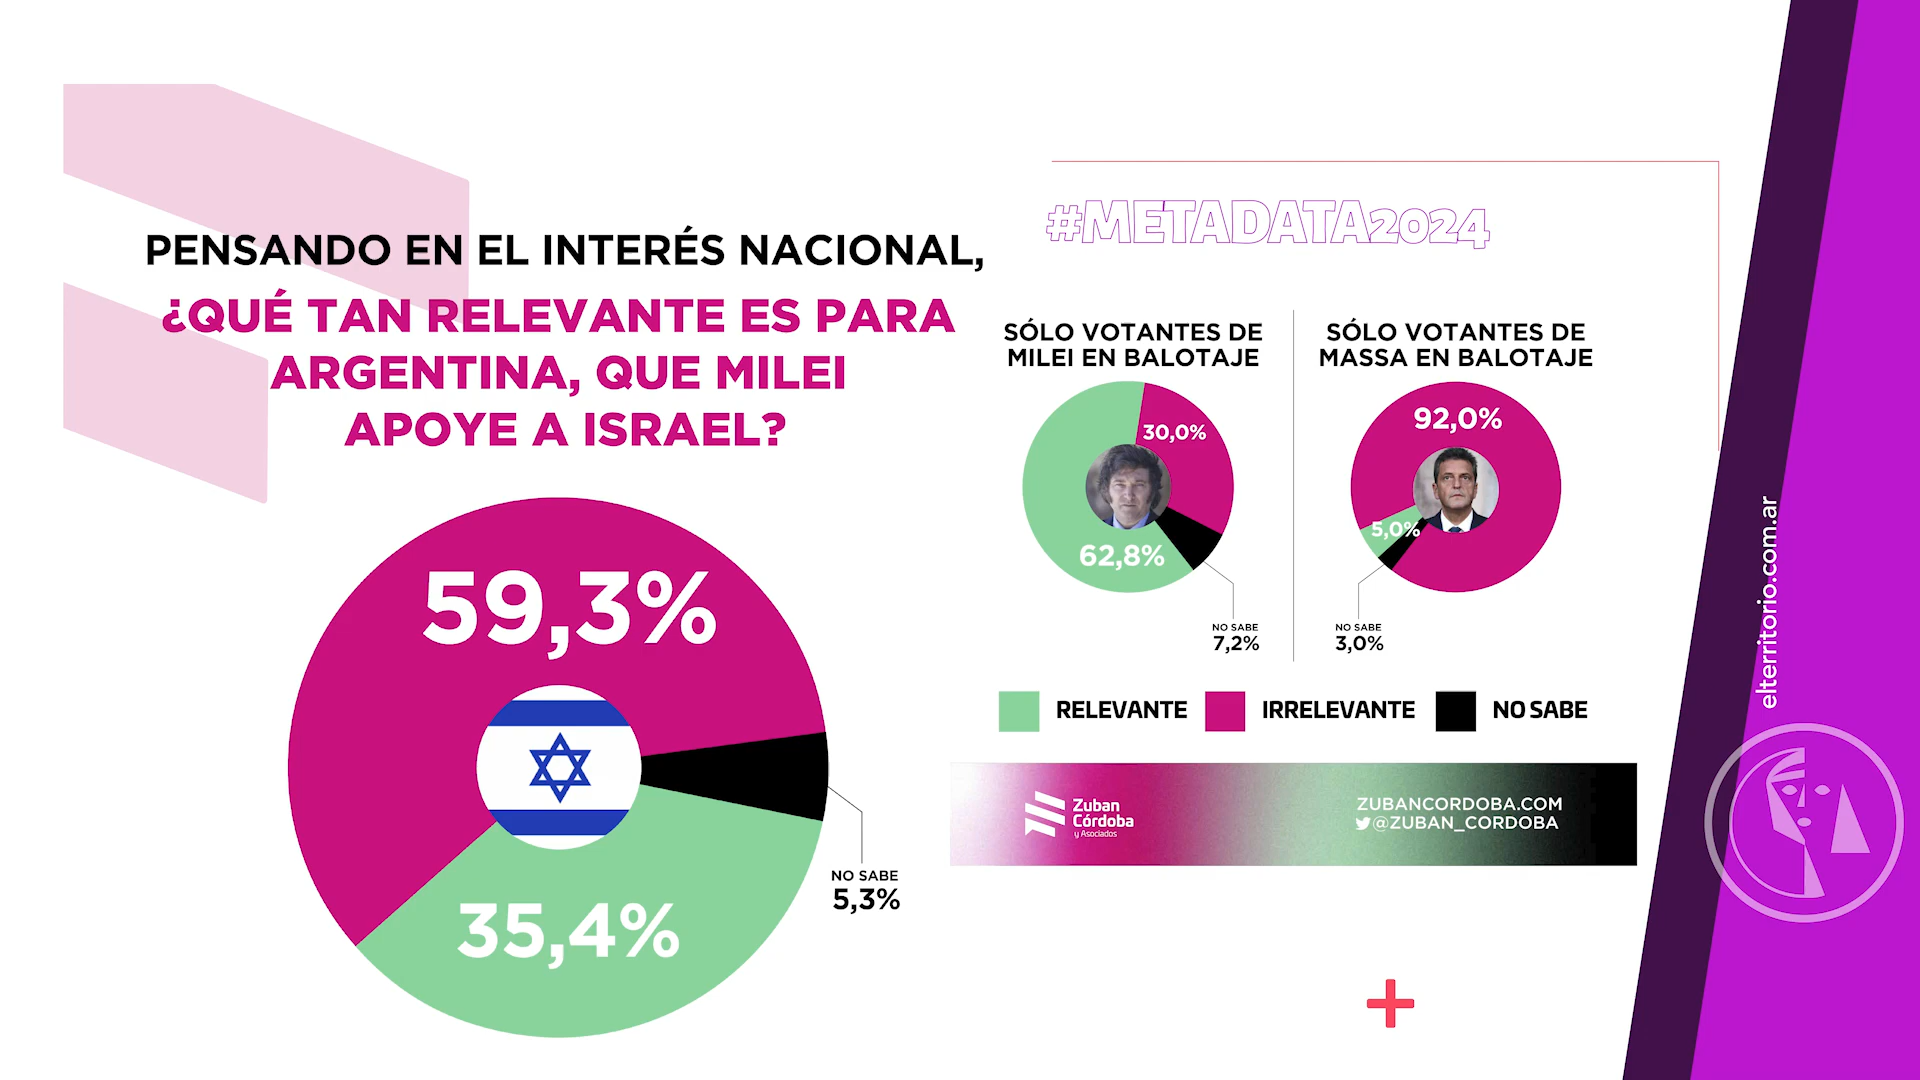 PENSANDO EN EL INTERÉS NACIONAL,
¿QUÉ TAN RELEVANTE ES PARA
ARGENTINA, QUE MILEI
APOYE A ISRAEL?
59,3%
35,4%
NO SABE
5,3%
#METADATA2024
SÓLO VOTANTES DE
MILEI EN BALOTAJE
30,0%
62,8%
NO SABE
7,2%
SÓLO VOTANTES DE
MASSA EN BALOTAJE
92,0%
5,0%
NO SABE
3,0%
RELEVANTE
IRRELEVANTE
NO SABE
Zuban
Córdoba
y Asociados
ZUBANCORDOBA.COM
@ZUBAN_CORDOBA
elterritorio.com.ar